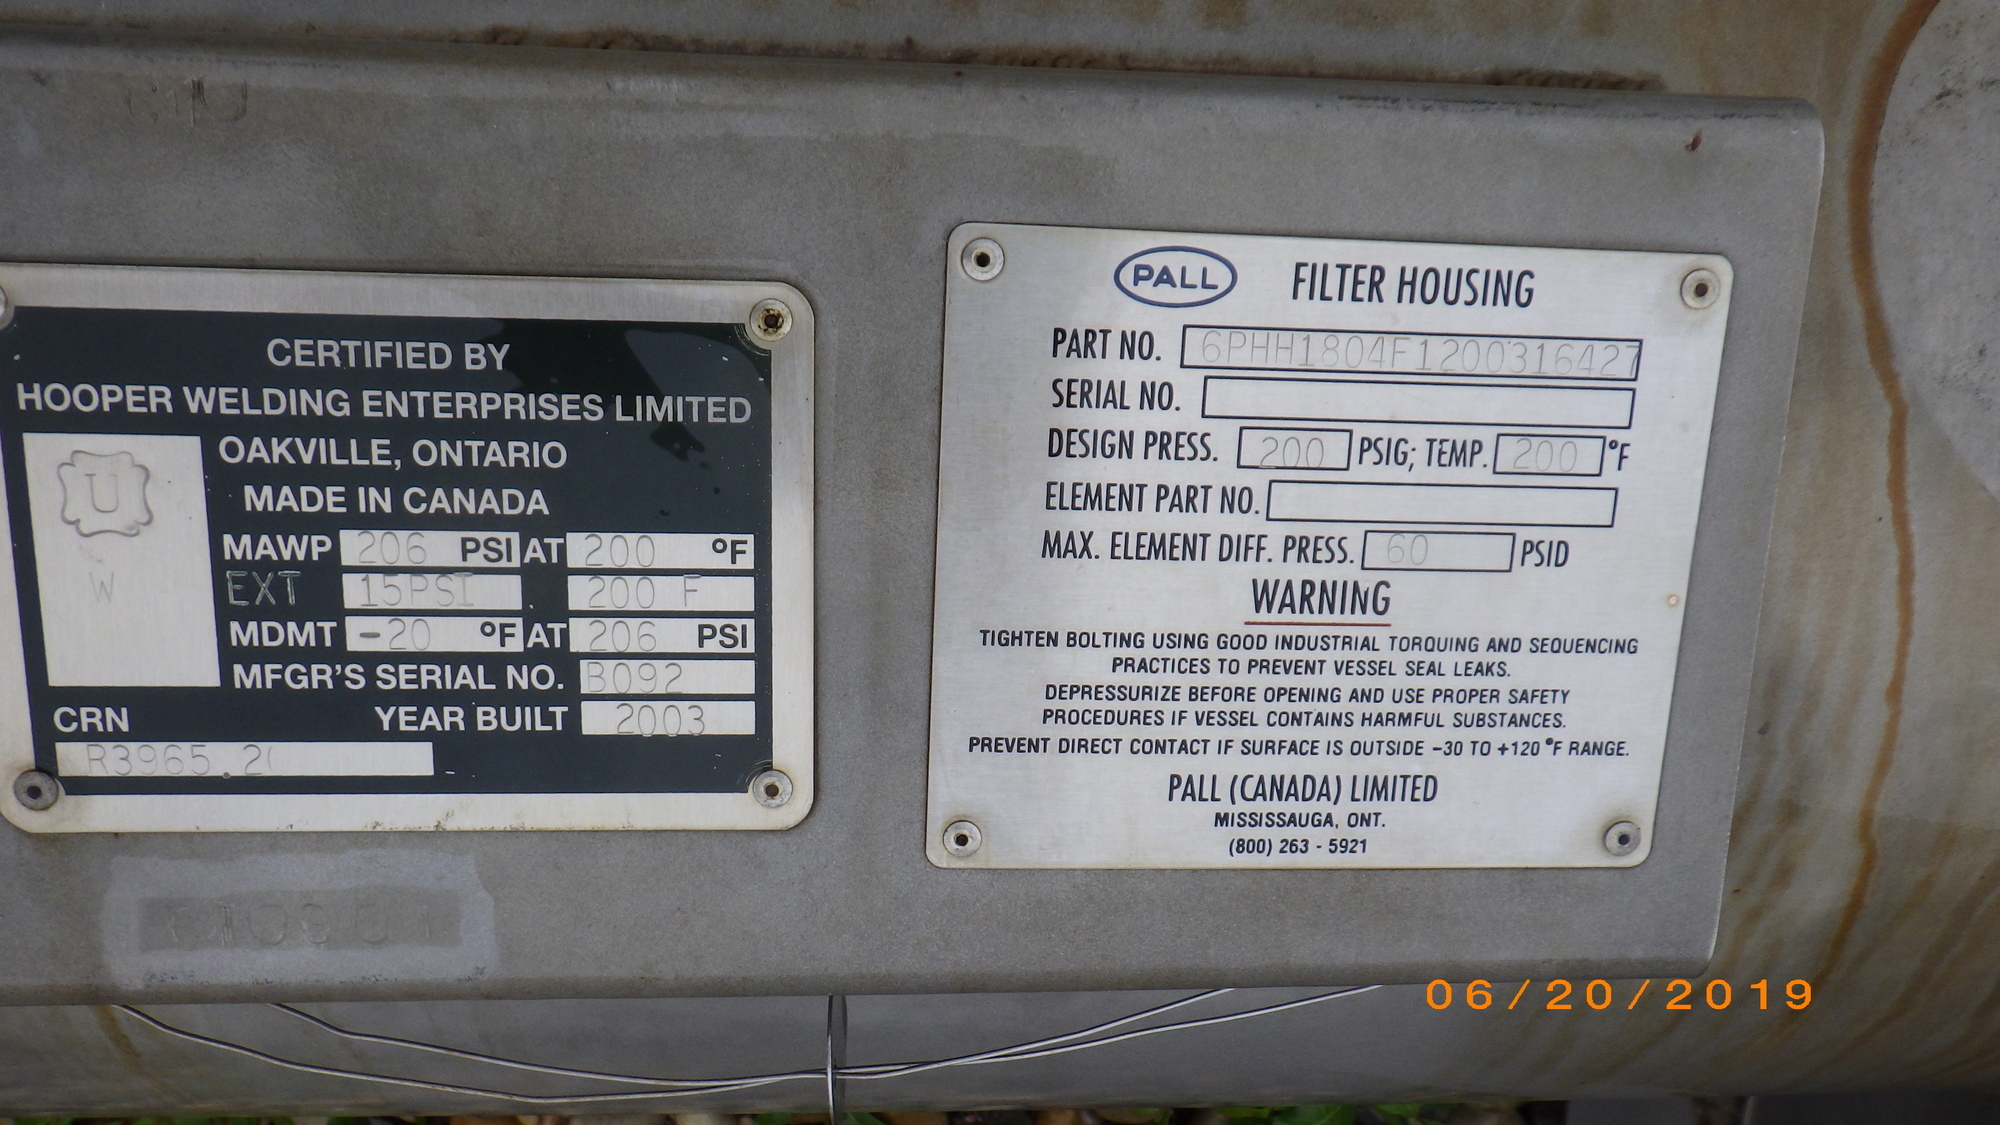 CERTIFIED BY
HOOPER WELDING ENTERPRISES LIMITED
OAKVILLE, ONTARIO
MADE IN CANADA
U
W
MAWP 206 PSI AT 200 °F
EXT 15PSI 200 F
MDMT -20 °F AT 206 PSI
MFGR'S SERIAL NO. B092
CRN YEAR BUILT 2003
R3965.2
PALL FILTER HOUSING
PART NO. 6PHH1804F1200316427
SERIAL NO.
DESIGN PRESS. 200 PSIG; TEMP. 200 °F
ELEMENT PART NO.
MAX. ELEMENT DIFF. PRESS. 60 PSID
WARNING
TIGHTEN BOLTING USING GOOD INDUSTRIAL TORQUING AND SEQUENCING
PRACTICES TO PREVENT VESSEL SEAL LEAKS.
DEPRESSURIZE BEFORE OPENING AND USE PROPER SAFETY
PROCEDURES IF VESSEL CONTAINS HARMFUL SUBSTANCES.
PREVENT DIRECT CONTACT IF SURFACE IS OUTSIDE -30 TO +120 °F RANGE.
PALL (CANADA) LIMITED
MISSISSAUGA, ONT.
(800) 263 - 5921
06/20/2019